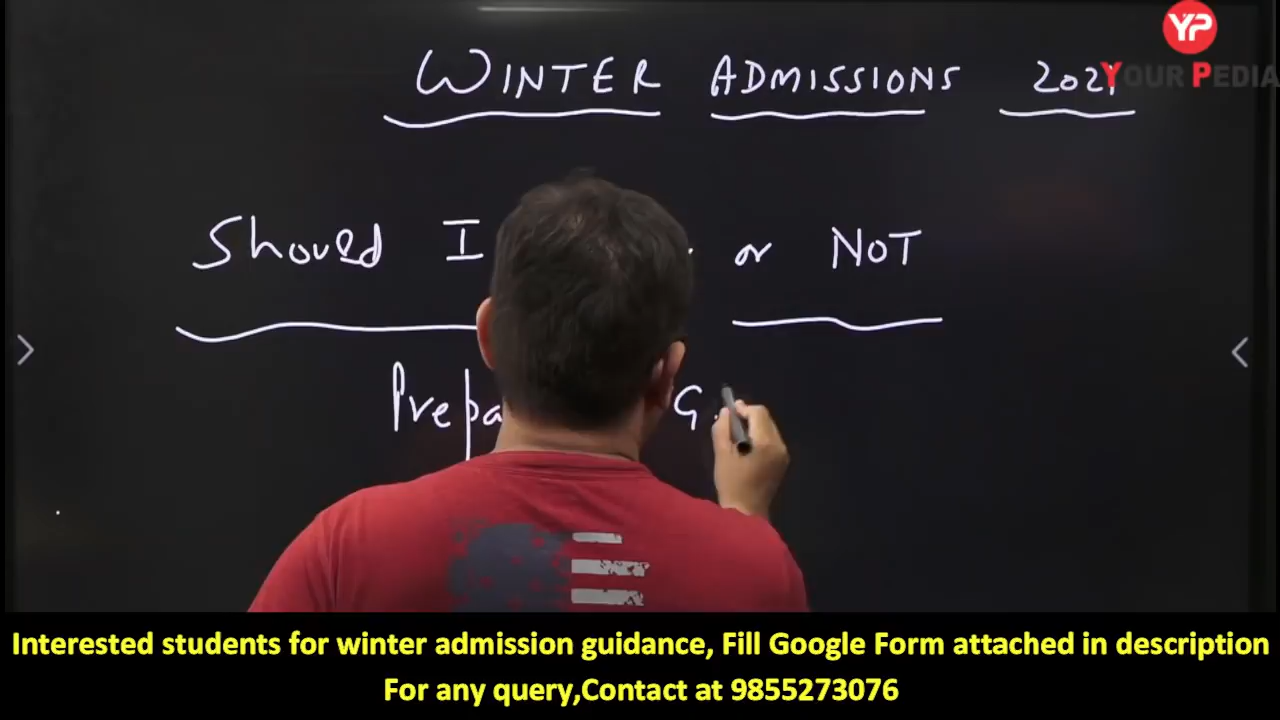 YP
YOUR PEDIA
WINTER ADMISSIONS 2021
Should I or NOT
Prepa G
Interested students for winter admission guidance, Fill Google Form attached in description
For any query,Contact at 9855273076